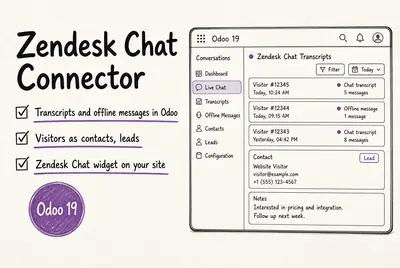 Zendesk Chat
Connector
Transcripts and offline messages in Odoo
Visitors as contacts, leads
Zendesk Chat widget on your site
Odoo 19
Odoo 19
Conversations
Dashboard
Live Chat
Transcripts
Offline Messages
Contacts
Leads
Configuration
Zendesk Chat Transcripts
Filter
Today
Visitor #12345
Today, 10:24 AM
Chat transcript
5 messages
Visitor #12344
Today, 09:15 AM
Offline message
1 message
Visitor #12343
Yesterday, 04:42 PM
Chat transcript
8 messages
Contact
Lead
Website Visitor
visitor@example.com
+1 (555) 123-4567
Notes
Interested in pricing and integration.
Follow up next week.